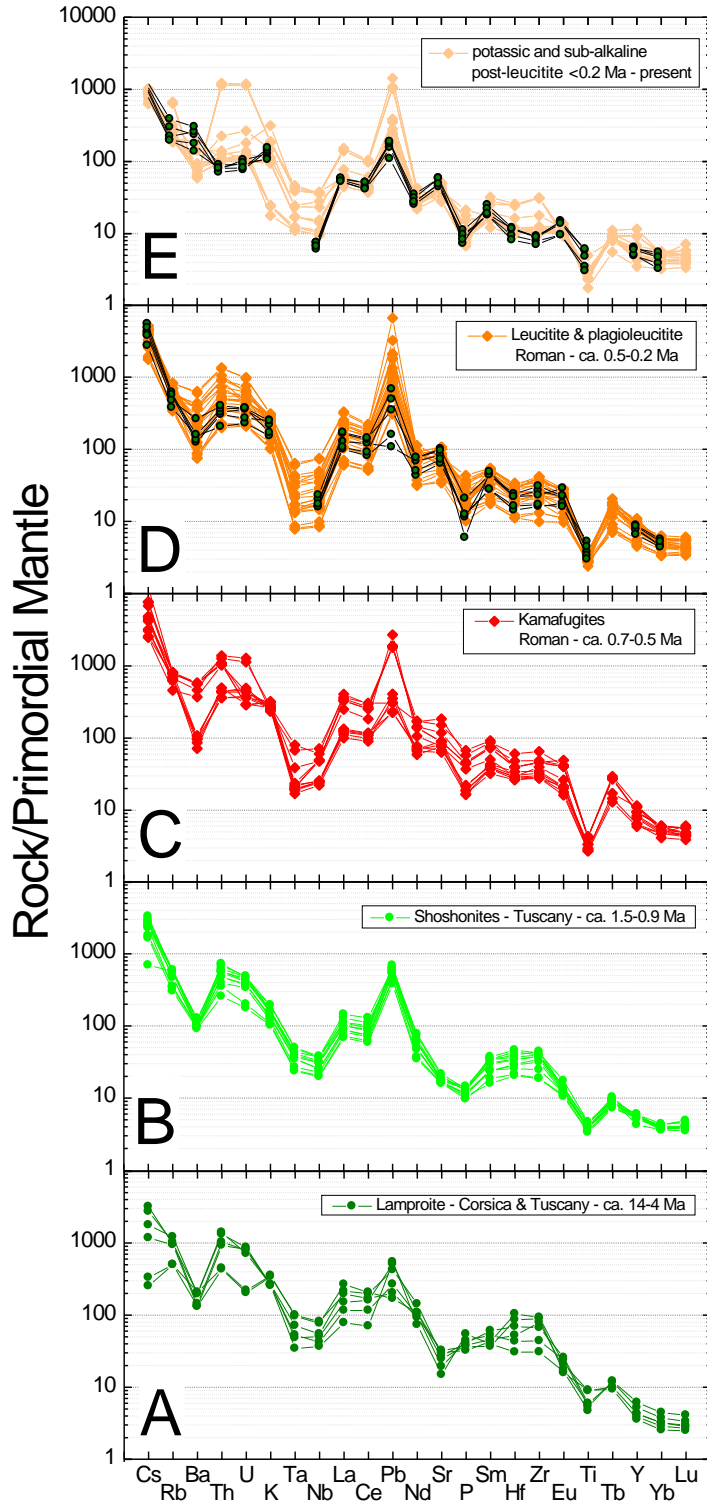 Rock/Primordial Mantle
10000
1000
100
10
1
potassic and sub-alkaline
post-leucitite <0.2 Ma - present
E
1000
100
10
1
Leucitite & plagioleucitite
Roman - ca. 0.5-0.2 Ma
D
1000
100
10
1
Kamafugites
Roman - ca. 0.7-0.5 Ma
C
1000
100
10
1
Shoshonites - Tuscany - ca. 1.5-0.9 Ma
B
1000
100
10
1
Lamproite - Corsica & Tuscany - ca. 14-4 Ma
A
Cs Ba U Ta La Pb Sr Sm Zr Ti Y Lu
Rb Th K Nb Ce Nd P Hf Eu Tb Yb